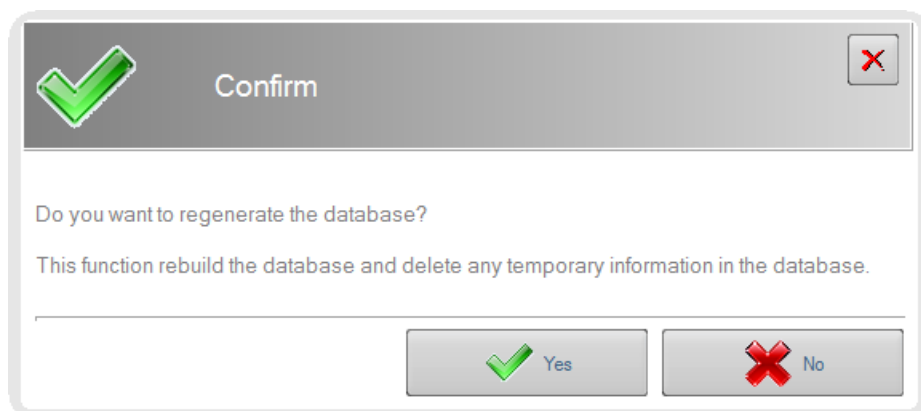 Confirm
Do you want to regenerate the database?
This function rebuild the database and delete any temporary information in the database.
Yes
No